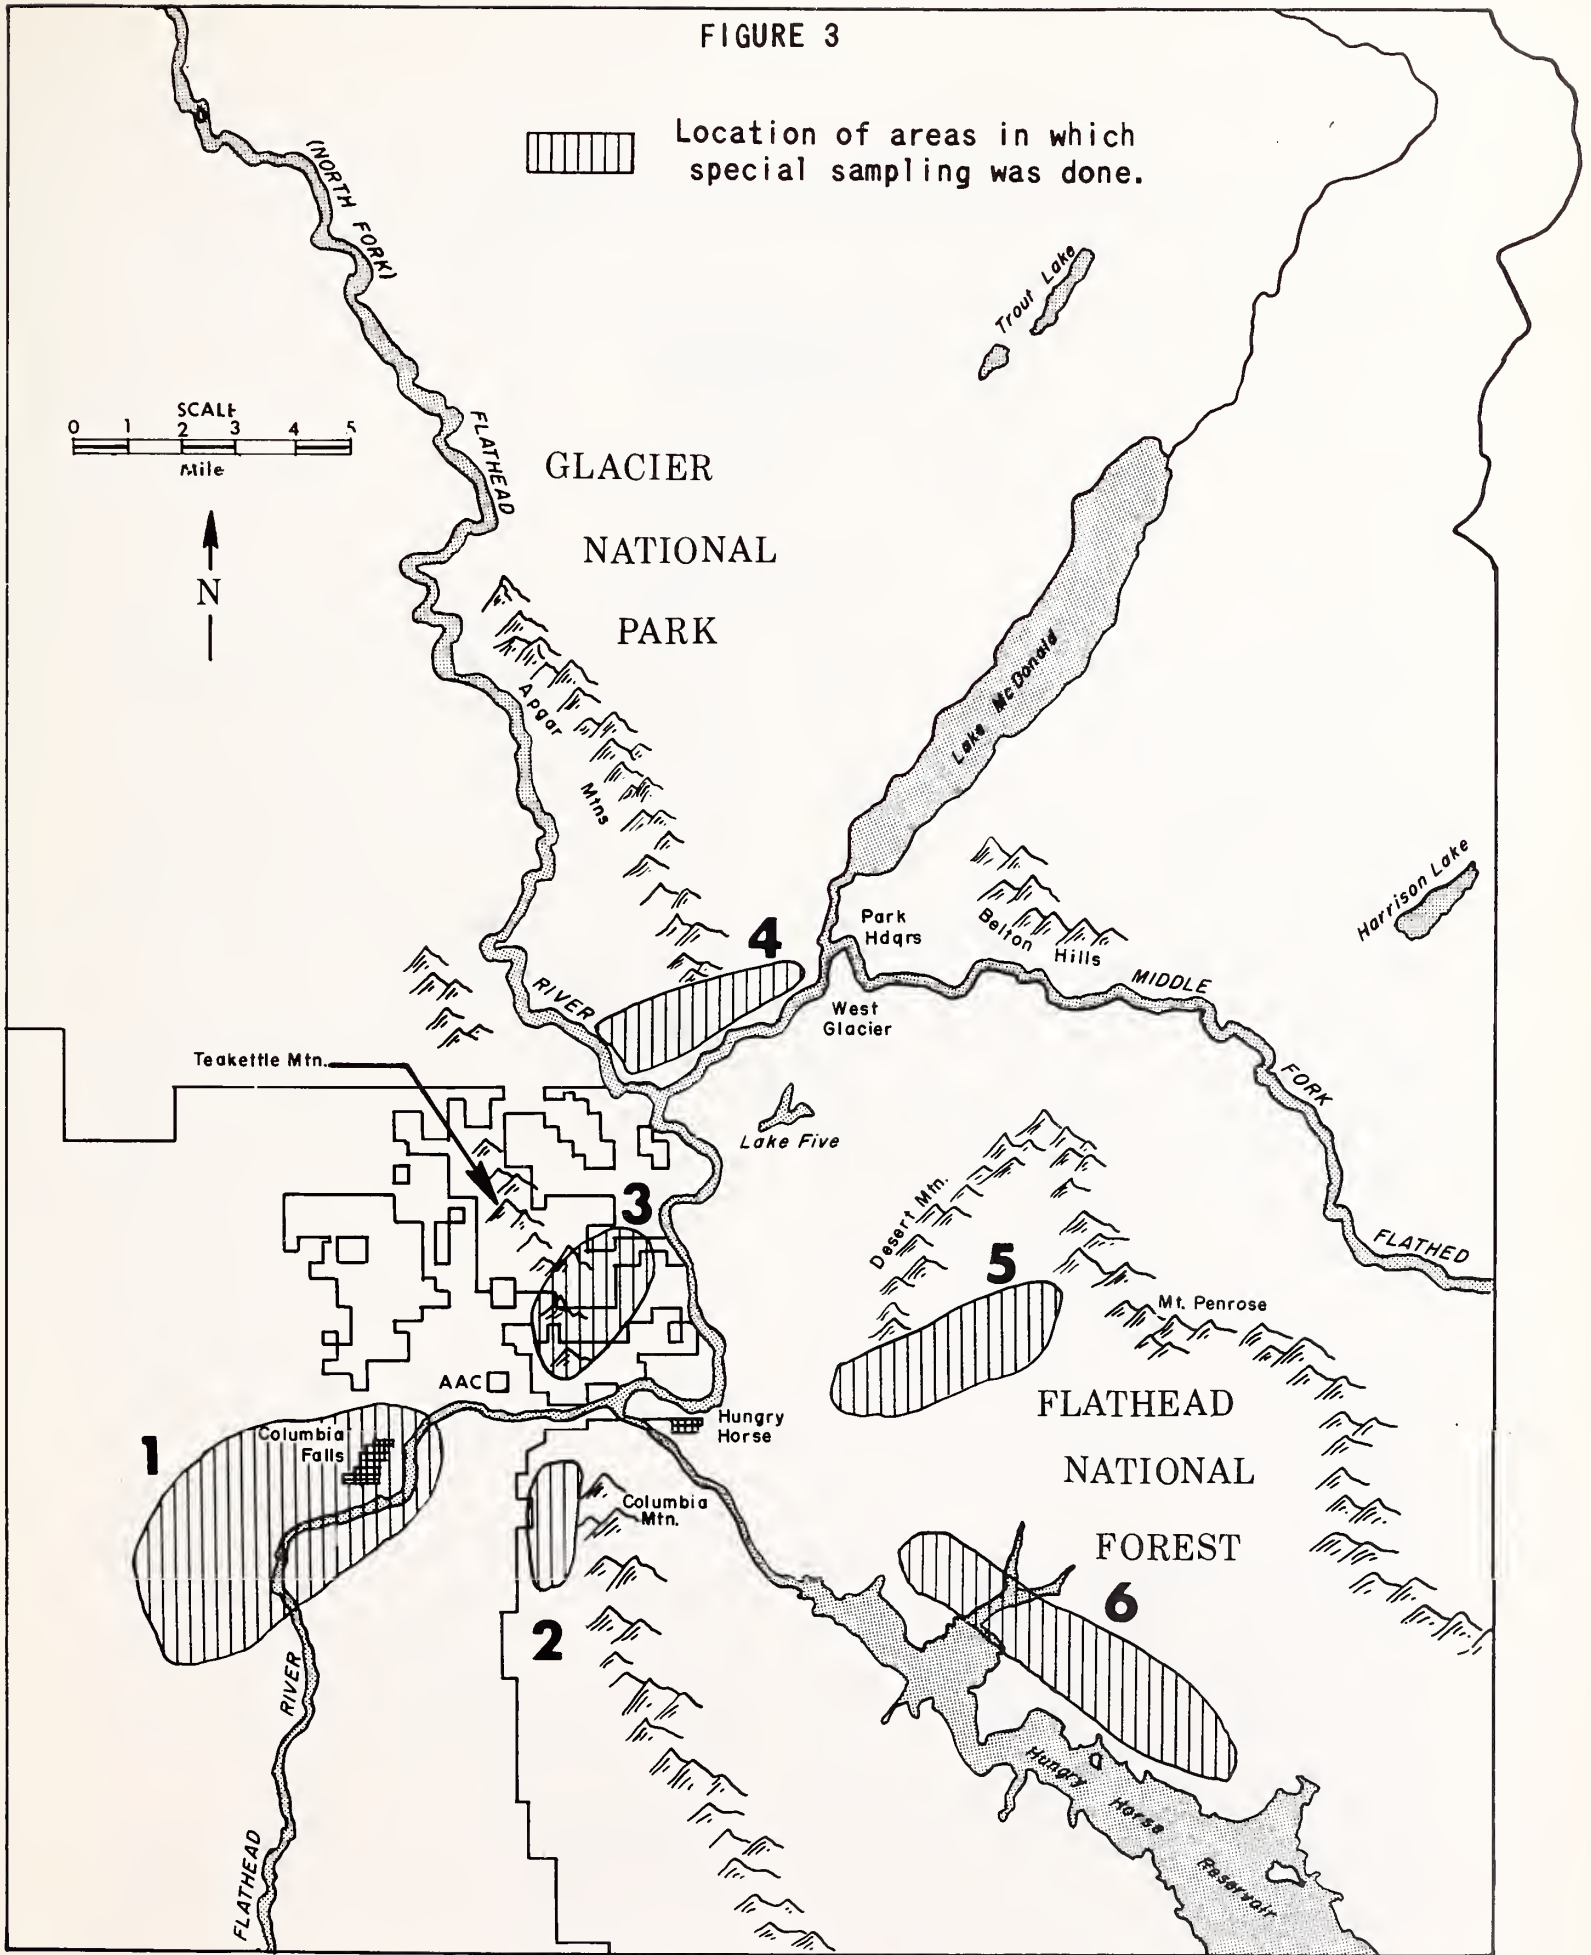 FIGURE 3
Location of areas in which
special sampling was done.
(NORTH FORK)
FLATHEAD
RIVER
Trout Lake
SCALE
0 1 2 3 4 5
Mile
N
GLACIER
NATIONAL
PARK
Apgar
Mtns
Lake McDonald
Harrison Lake
Park
Hdqrs
Belton
Hills
4
MIDDLE
FORK
FLATHED
West
Glacier
Teakettle Mtn.
Lake Five
3
Desert Mtn.
5
Mt. Penrose
AAC
FLATHEAD
NATIONAL
FOREST
Hungry
Horse
1
Columbia
Falls
Columbia
Mtn.
2
6
RIVER
FLATHEAD
Hungry
Horse
Reservoir